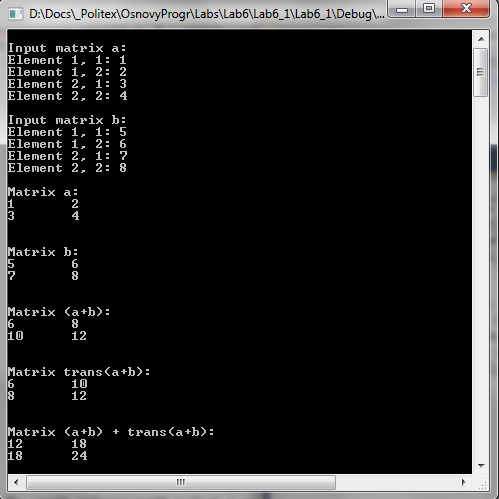 D:\Docs\_Politex\OsnovyProgr\Labs\Lab6\Lab6_1\Lab6_1\Debug\...
Input matrix a:
Element 1, 1: 1
Element 1, 2: 2
Element 2, 1: 3
Element 2, 2: 4
Input matrix b:
Element 1, 1: 5
Element 1, 2: 6
Element 2, 1: 7
Element 2, 2: 8
Matrix a:
1 2
3 4
Matrix b:
5 6
7 8
Matrix (a+b):
6 8
10 12
Matrix trans(a+b):
6 10
8 12
Matrix (a+b) + trans(a+b):
12 18
18 24